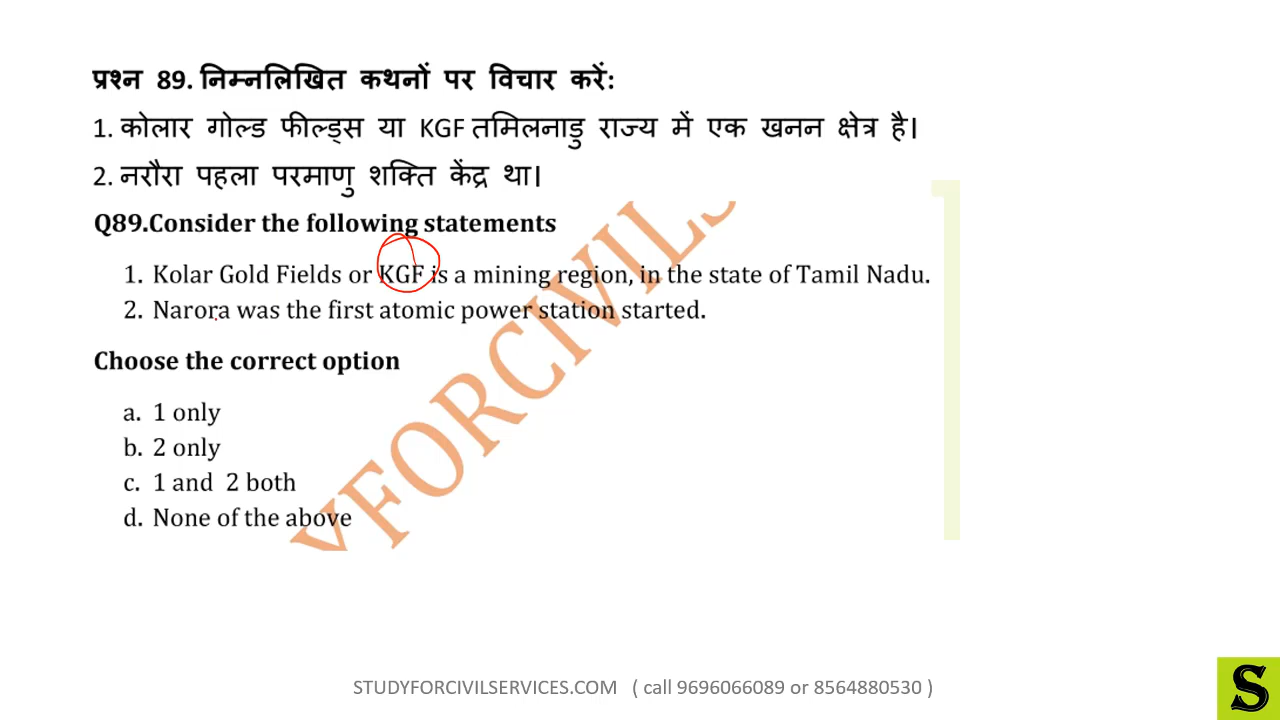 प्रश्न 89. निम्नलिखित कथनों पर विचार करें:
1. कोलार गोल्ड फील्ड्स या KGF तमिलनाडु राज्य में एक खनन क्षेत्र है।
2. नरौरा पहला परमाणु शक्ति केंद्र था।
Q89.Consider the following statements
1. Kolar Gold Fields or KGF is a mining region, in the state of Tamil Nadu.
2. Narora was the first atomic power station started.
Choose the correct option
a. 1 only
b. 2 only
c. 1 and 2 both
d. None of the above
YFORCIVILS
STUDYFORCIVILSERVICES.COM ( call 9696066089 or 8564880530 )
S